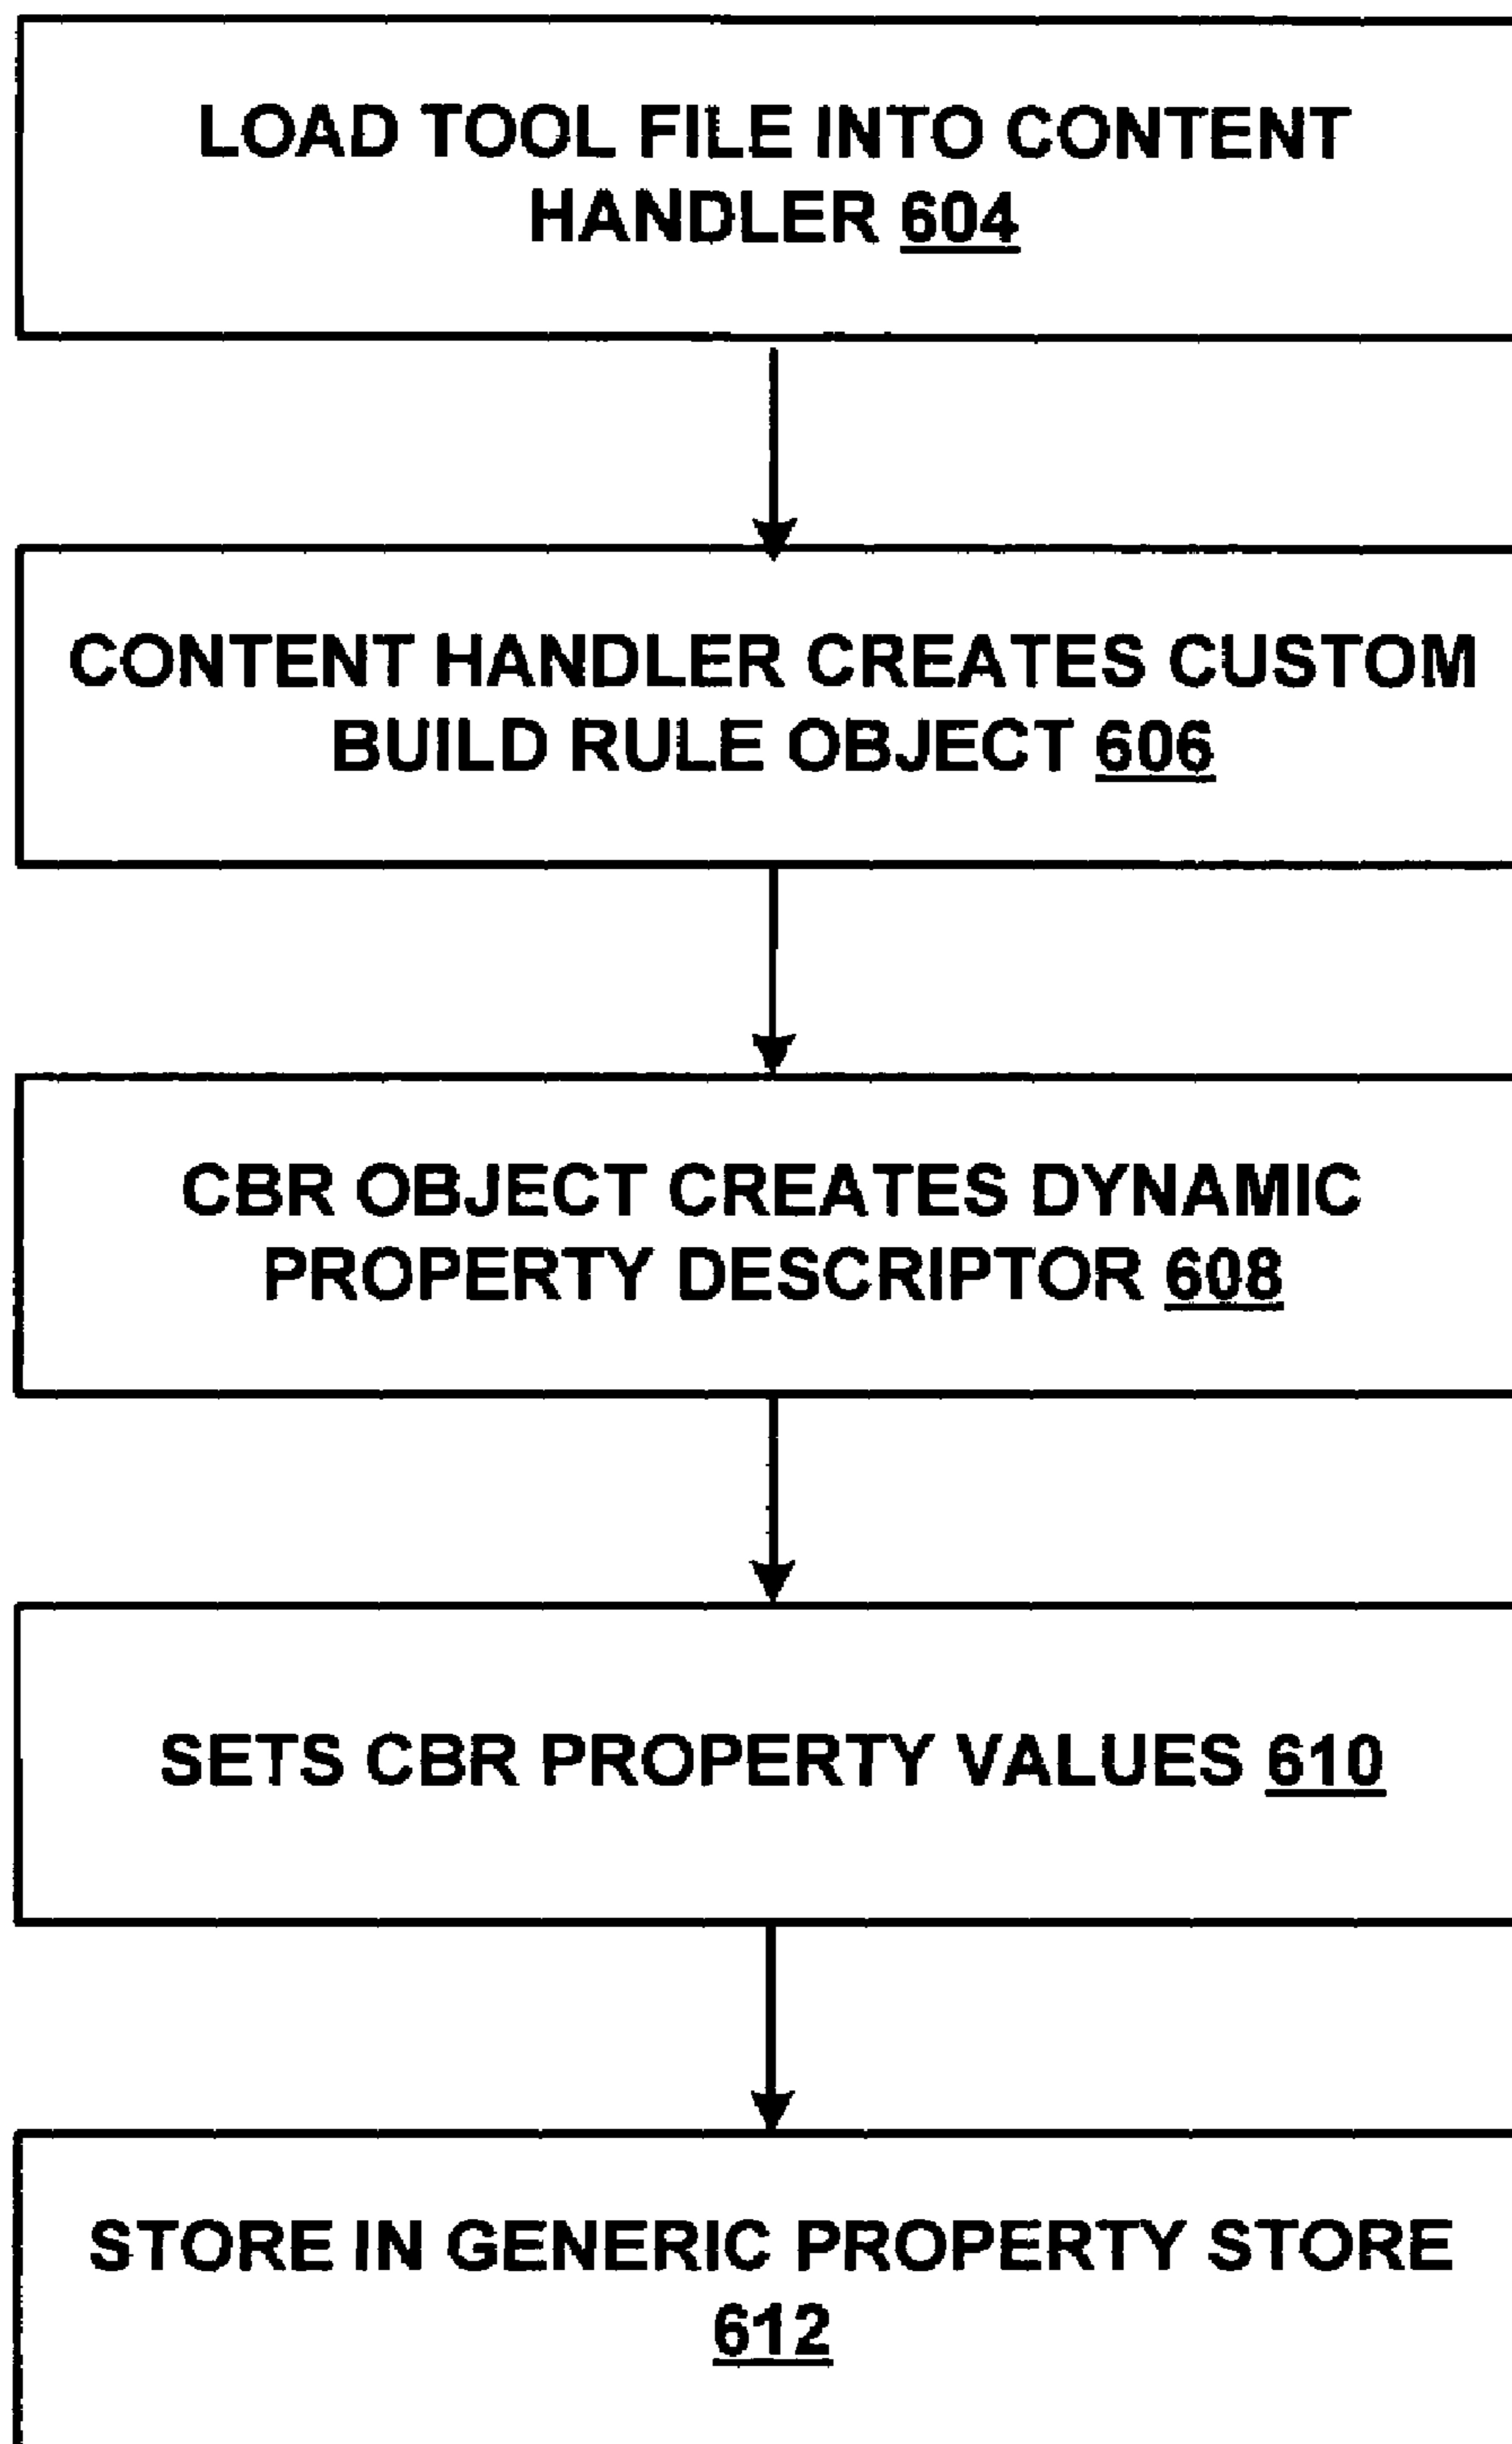 LOAD TOOL FILE INTO CONTENT
HANDLER 604
CONTENT HANDLER CREATES CUSTOM
BUILD RULE OBJECT 606
CBR OBJECT CREATES DYNAMIC
PROPERTY DESCRIPTOR 608
SETS CBR PROPERTY VALUES 610
STORE IN GENERIC PROPERTY STORE
612